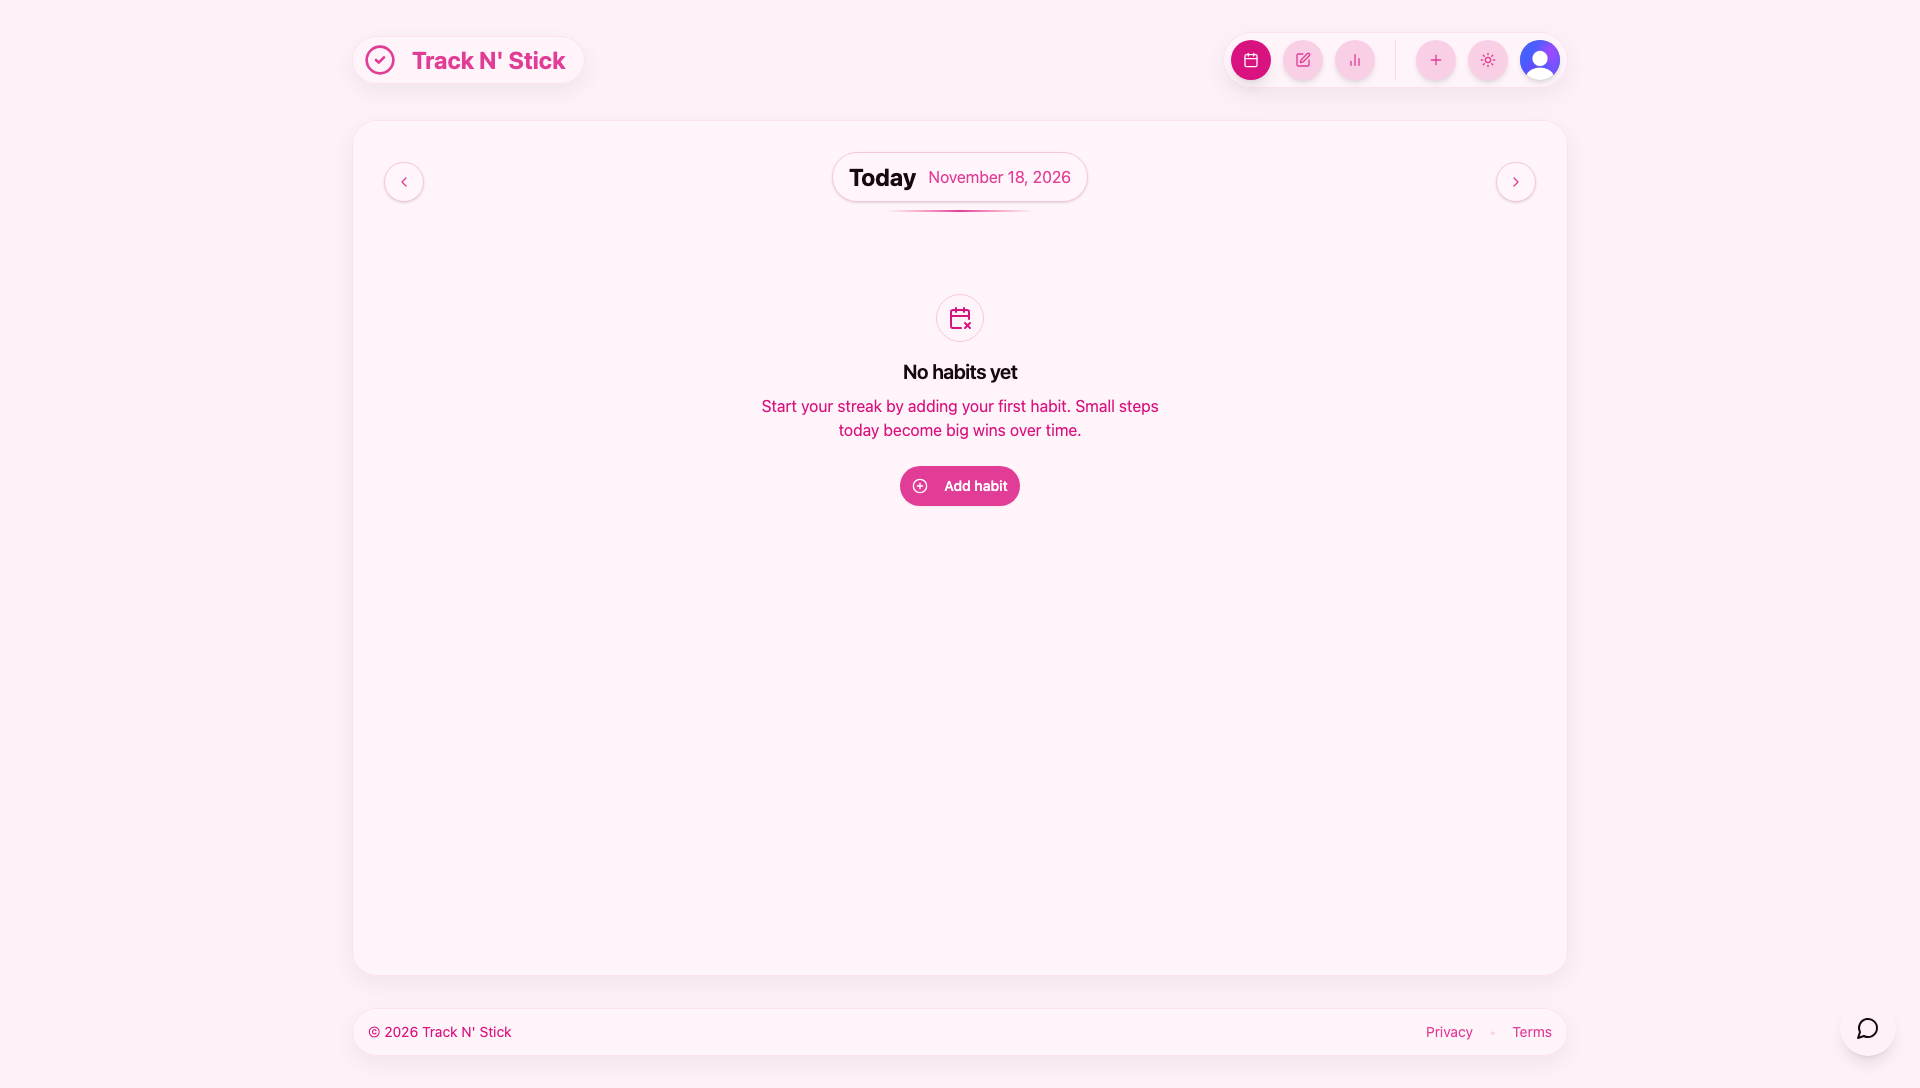 Track N' Stick
Today November 18, 2026
No habits yet
Start your streak by adding your first habit. Small steps
today become big wins over time.
Add habit
© 2026 Track N' Stick
Privacy • Terms